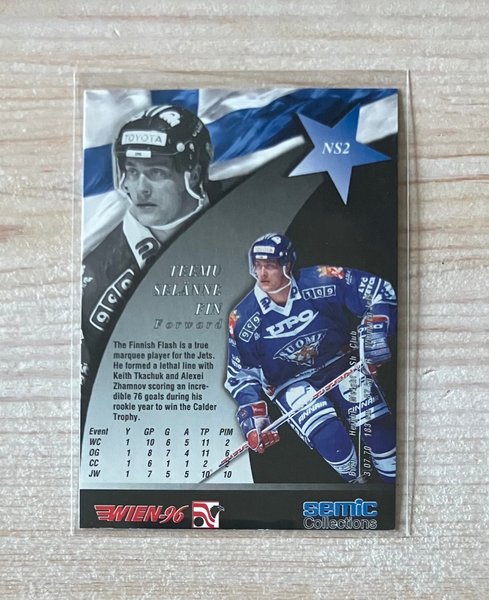 TOYOTA
NS2
TEEMU
SELÄNNE
FIN
Forward
The Finnish Flash is a true
marquee player for the Jets.
He formed a lethal line with
Keith Tkachuk and Alexei
Zhamnov scoring an incre-
dible 76 goals during his
rookie year to win the Calder
Trophy.
Event Y GP G A TP PIM
WC 1 10 6 5 11 2
OG 1 8 7 4 11 6
CC 1 6 1 1 2 2
JW 1 7 5 5 10 10
UPO
SUOMI
WIEN-96
semic
Collections